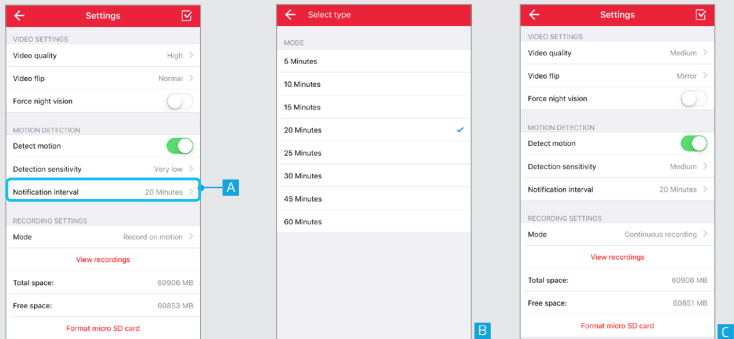 Settings
VIDEO SETTINGS
Video quality High
Video flip Normal
Force night vision
MOTION DETECTION
Detect motion
Detection sensitivity Very low
Notification interval 20 Minutes
A
RECORDING SETTINGS
Mode Record on motion
View recordings
Total space: 60906 MB
Free space: 60853 MB
Format micro SD card
Select type
MODE
5 Minutes
10 Minutes
15 Minutes
20 Minutes
25 Minutes
30 Minutes
45 Minutes
60 Minutes
B
Settings
VIDEO SETTINGS
Video quality Medium
Video flip Mirror
Force night vision
MOTION DETECTION
Detect motion
Detection sensitivity Medium
Notification interval 20 Minutes
RECORDING SETTINGS
Mode Continuous recording
View recordings
Total space: 60906 MB
Free space: 60851 MB
Format micro SD card
C